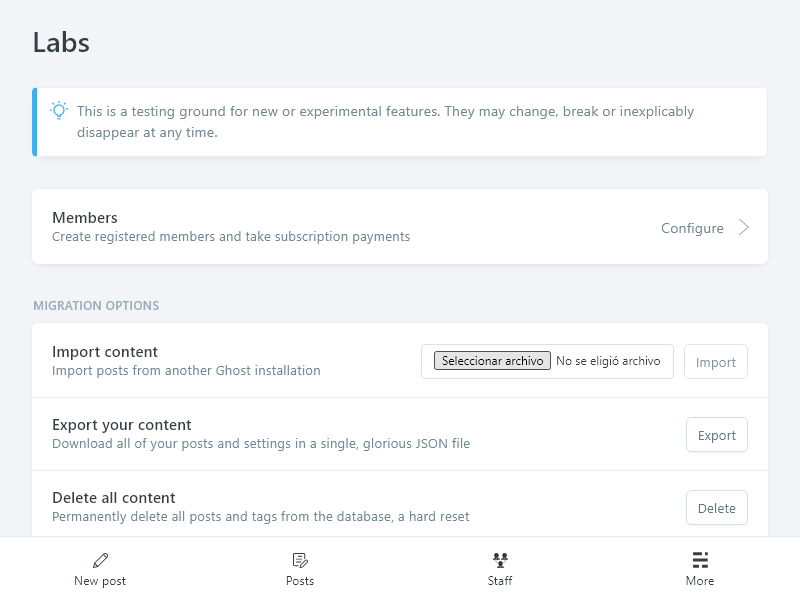 Labs
This is a testing ground for new or experimental features. They may change, break or inexplicably
disappear at any time.
Members
Create registered members and take subscription payments
Configure
MIGRATION OPTIONS
Import content
Import posts from another Ghost installation
Seleccionar archivo No se eligió archivo
Import
Export your content
Download all of your posts and settings in a single, glorious JSON file
Export
Delete all content
Permanently delete all posts and tags from the database, a hard reset
Delete
New post
Posts
Staff
More